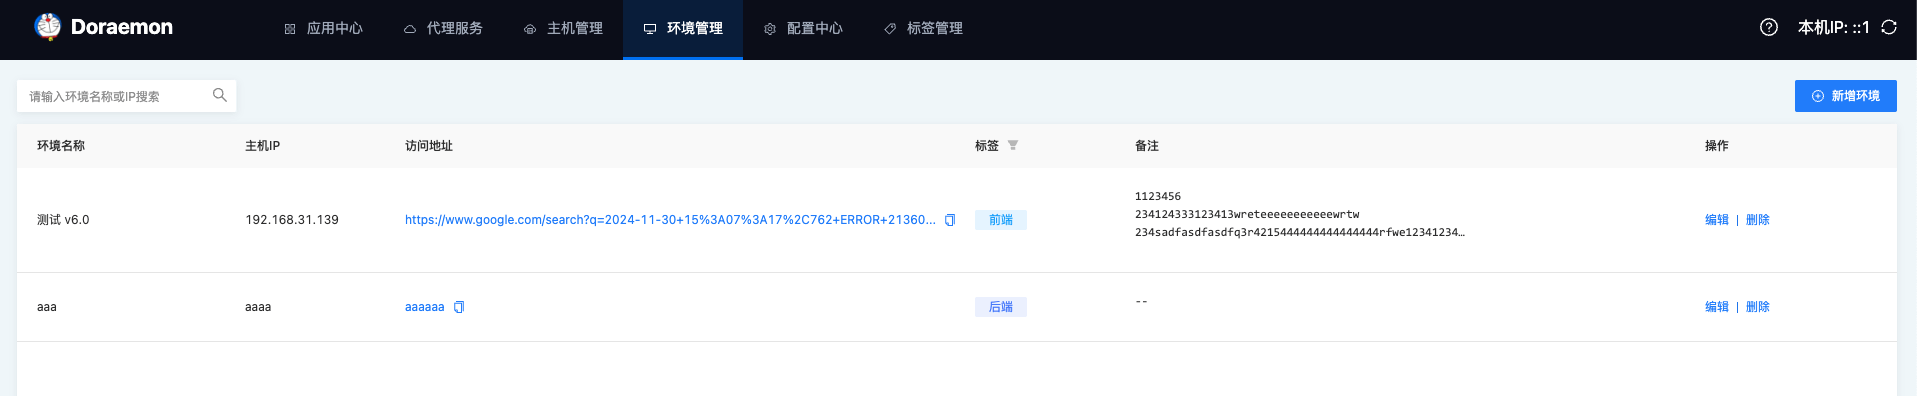 Doraemon
应用中心
代理服务
主机管理
环境管理
配置中心
标签管理
本机IP: ::1
请输入环境名称或IP搜索
新增环境
环境名称 主机IP 访问地址 标签 备注 操作
测试 v6.0 192.168.31.139 https://www.google.com/search?q=2024-11-30+15%3A07%3A17%2C762+ERROR+21360... 前端
1123456
234124333123413wreteeeeeeeeeeewrtw
234sadfasdfasdfq3r4215444444444444444rfwe12341234…
编辑 | 删除
aaa aaaa aaaaaa 后端 -- 编辑 | 删除